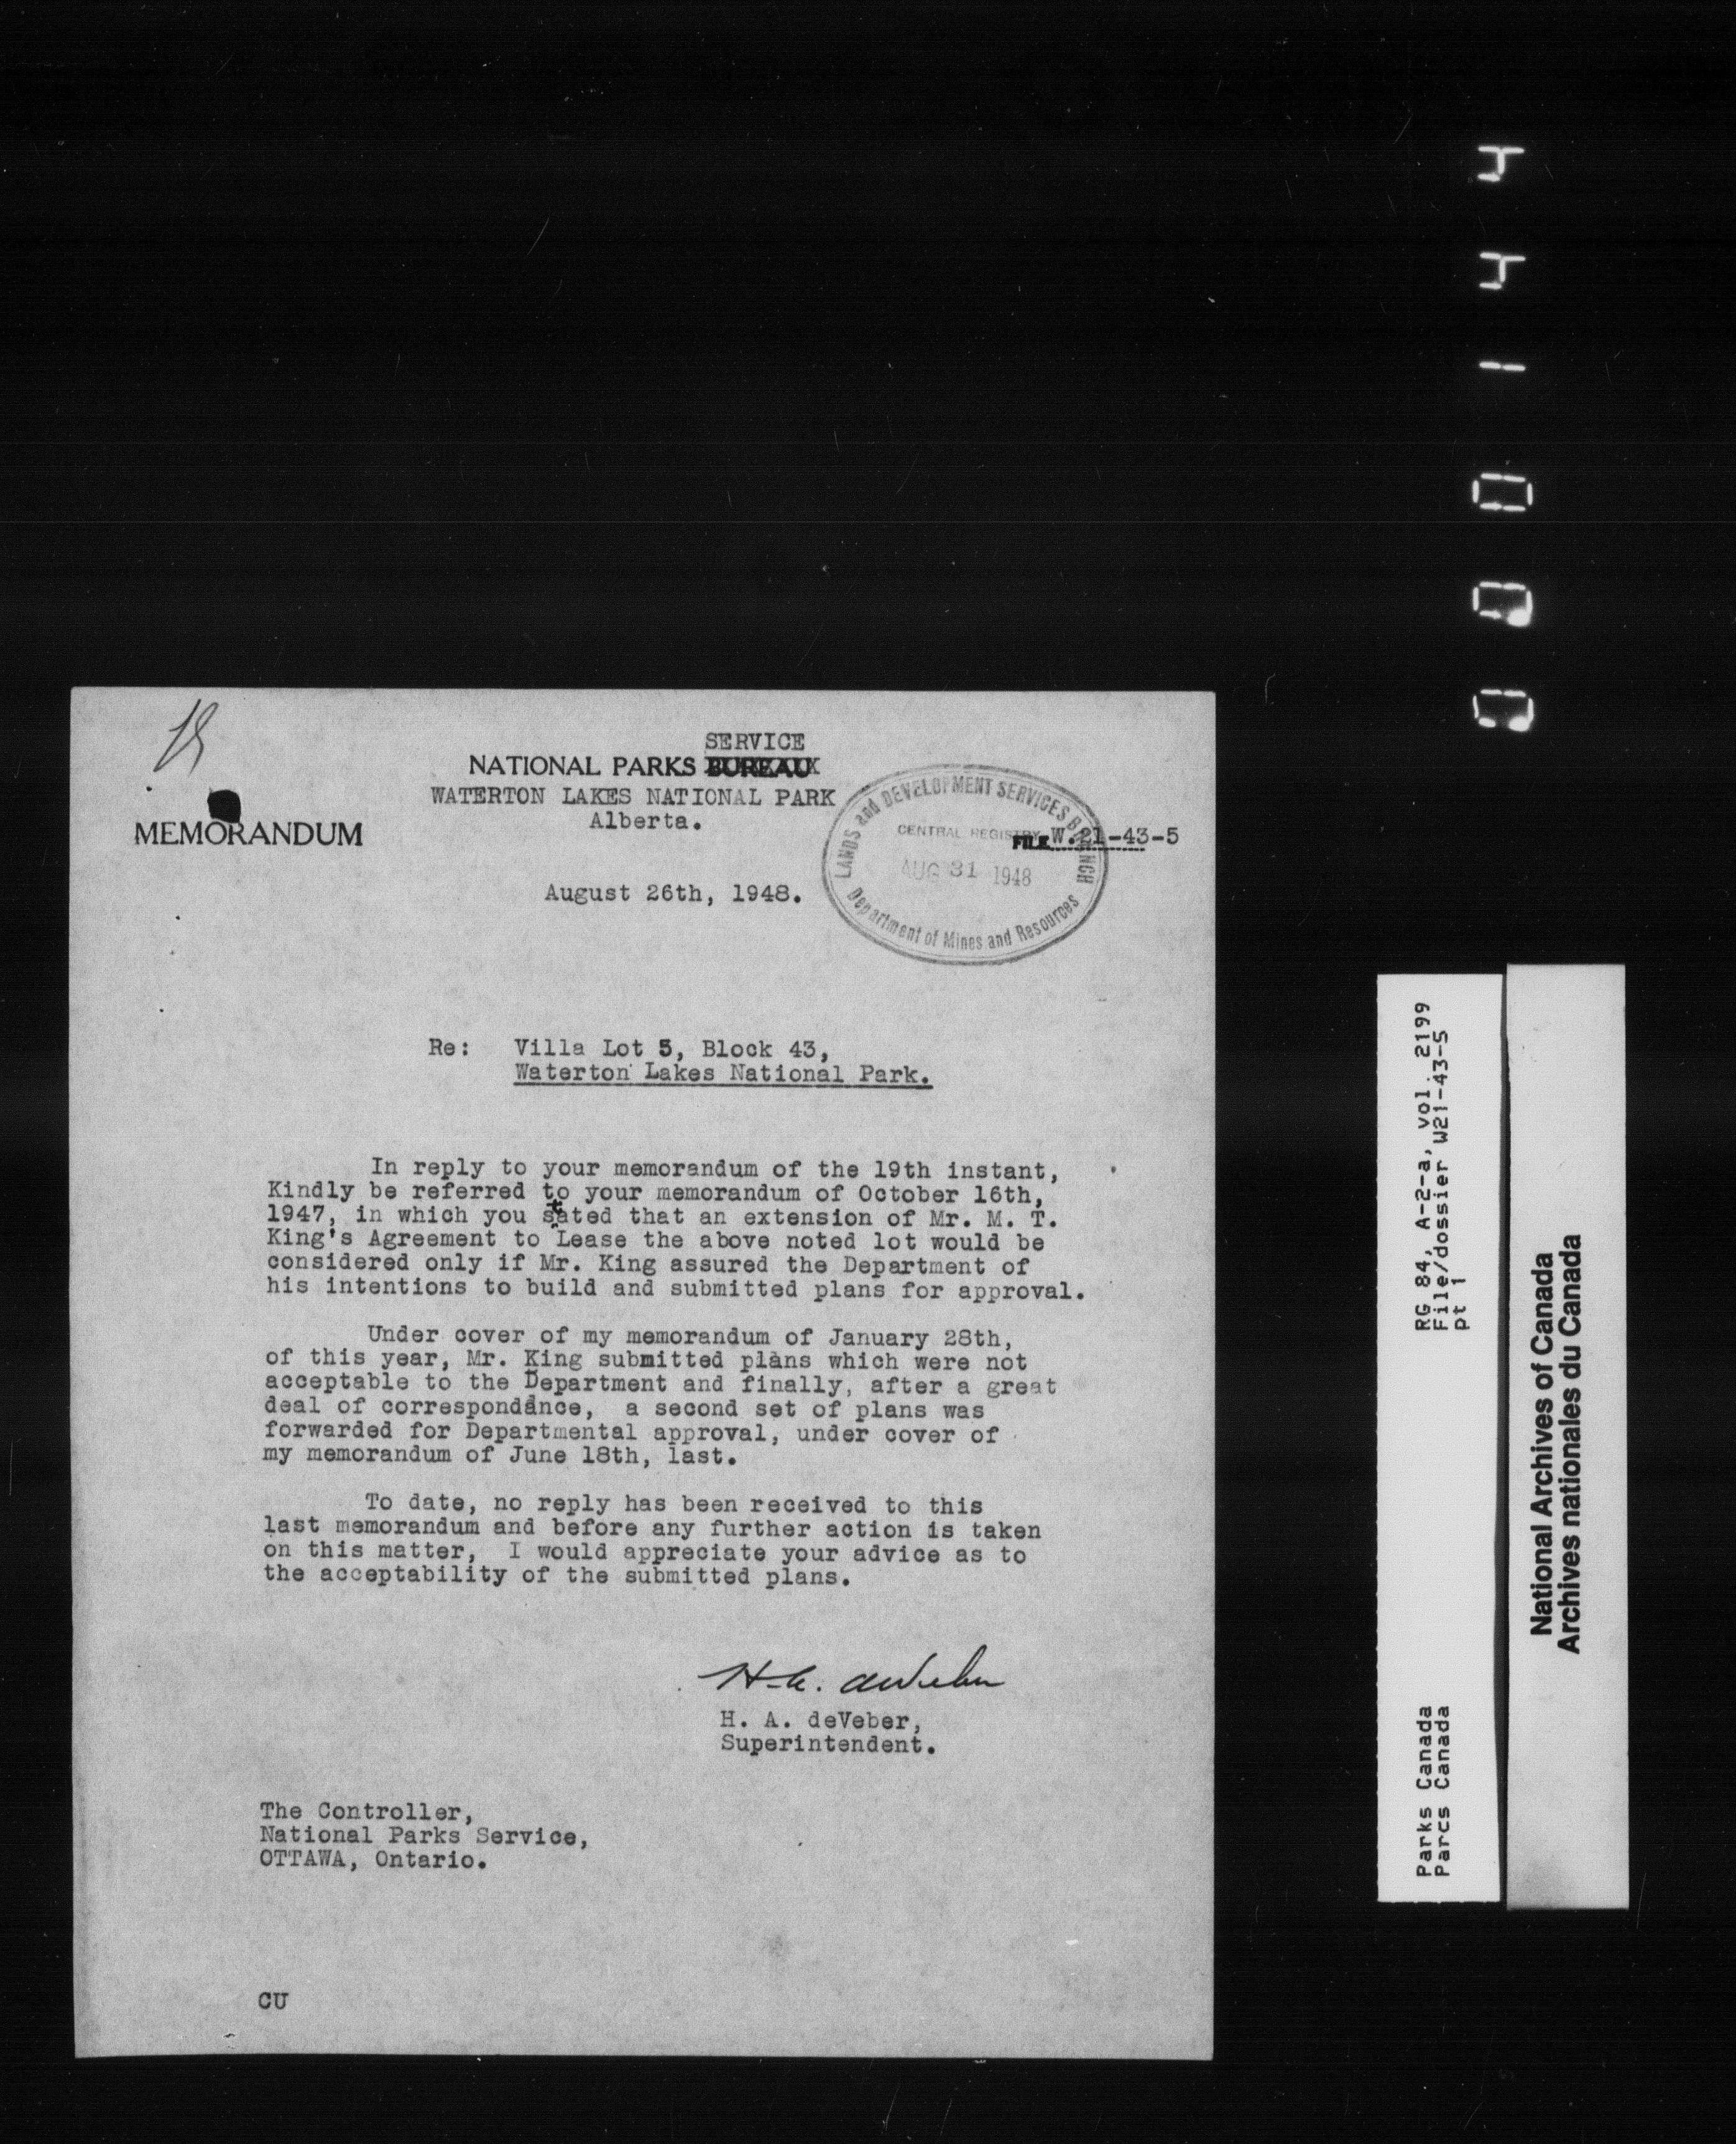 SERVICE
NATIONAL PARKS BUREAU
WATERTON LAKES NATIONAL PARK
Alberta.
MEMORANDUM
LANDS and DEVELOPMENT SERVICES BRANCH
CENTRAL REGISTRY
AUG 31 1948
Department of Mines and Resources
FILE W.21-43-5
August 26th, 1948.
Re: Villa Lot 5, Block 43,
Waterton Lakes National Park.
In reply to your memorandum of the 19th instant,
Kindly be referred to your memorandum of October 16th,
1947, in which you stated that an extension of Mr. M. T.
King's Agreement to Lease the above noted lot would be
considered only if Mr. King assured the Department of
his intentions to build and submitted plans for approval.
Under cover of my memorandum of January 28th,
of this year, Mr. King submitted plans which were not
acceptable to the Department and finally, after a great
deal of correspondance, a second set of plans was
forwarded for Departmental approval, under cover of
my memorandum of June 18th, last.
To date, no reply has been received to this
last memorandum and before any further action is taken
on this matter, I would appreciate your advice as to
the acceptability of the submitted plans.
H. A. deVeber
H. A. deVeber,
Superintendent.
The Controller,
National Parks Service,
OTTAWA, Ontario.
CU
RG 84, A-2-a, vol. 2199
File/dossier W21-43-5
pt 1
Parks Canada
Parcs Canada
National Archives of Canada
Archives nationales du Canada